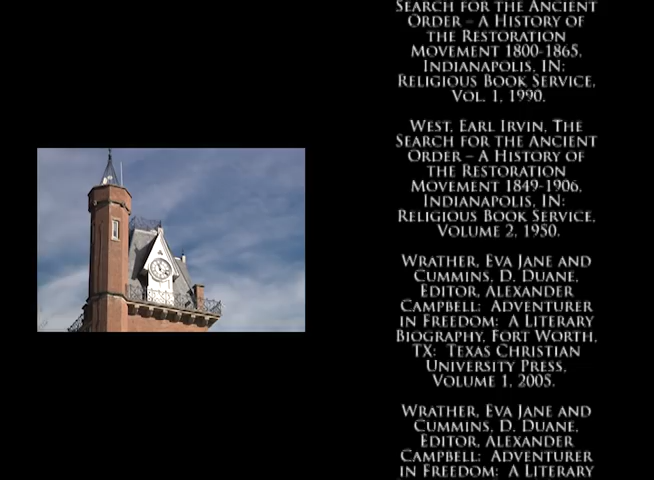 Search for the Ancient
Order – A History of
the Restoration
Movement 1800-1865,
Indianapolis, IN:
Religious Book Service,
Vol. 1, 1990.
West, Earl Irvin, The
Search for the Ancient
Order – A History of
the Restoration
Movement 1849-1906,
Indianapolis, IN:
Religious Book Service,
Volume 2, 1950.
Wrather, Eva Jane and
Cummins, D. Duane,
Editor, Alexander
Campbell: Adventurer
in Freedom: A Literary
Biography, Fort Worth,
TX: Texas Christian
University Press,
Volume 1, 2005.
Wrather, Eva Jane and
Cummins, D. Duane,
Editor, Alexander
Campbell: Adventurer
in Freedom: A Literary